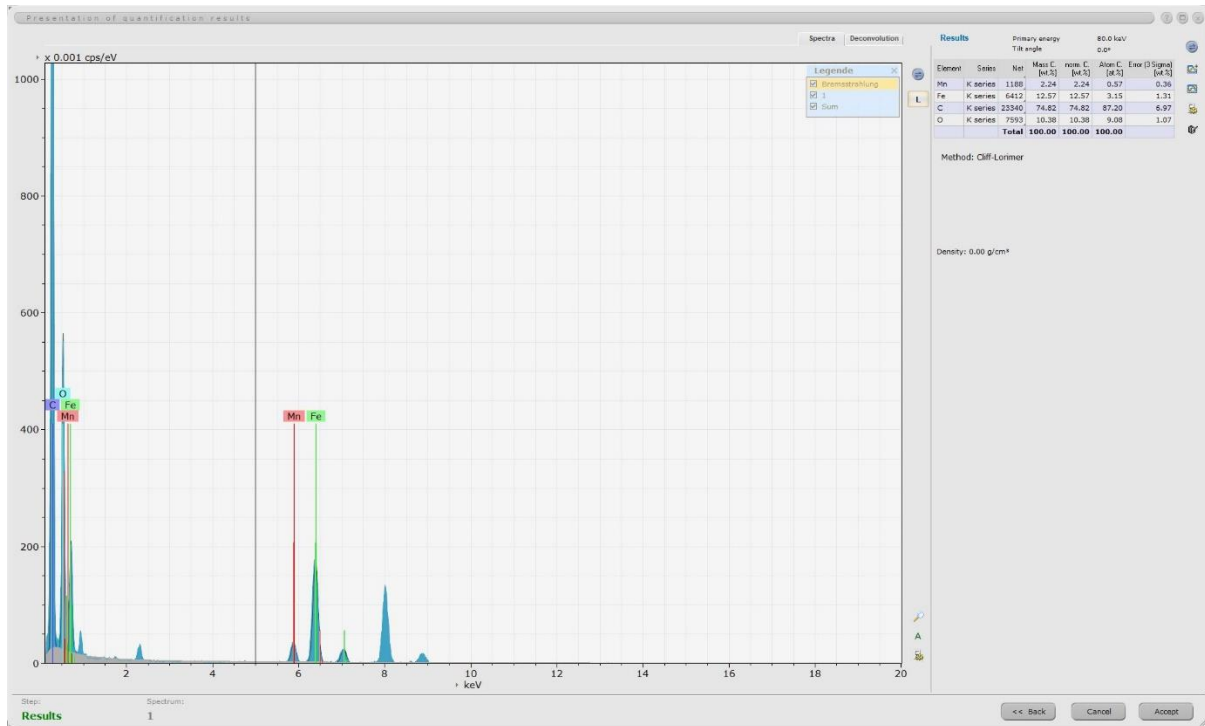 Presentation of quantification results
Spectra Deconvolution
x 0.001 cps/eV
Legende
Bremsstrahlung
1
Sum
1000
800
600
400
200
0
O
C Fe
Mn
Mn Fe
2 4 6 8 10 12 14 16 18 20
keV
L
A
Results Primary energy 80.0 keV
Tilt angle 0.0°
Element Series Net Mass C. [wt.%] norm. C. [wt.%] Atom C. [at.%] Error (3 Sigma) [wt.%]
Mn K series 1188 2.24 2.24 0.57 0.36
Fe K series 6412 12.57 12.57 3.15 1.31
C K series 23340 74.82 74.82 87.20 6.97
O K series 7593 10.38 10.38 9.08 1.07
Total 100.00 100.00 100.00
Method: Cliff-Lorimer
Density: 0.00 g/cm³
Step: Spectrum:
Results 1
<< Back Cancel Accept